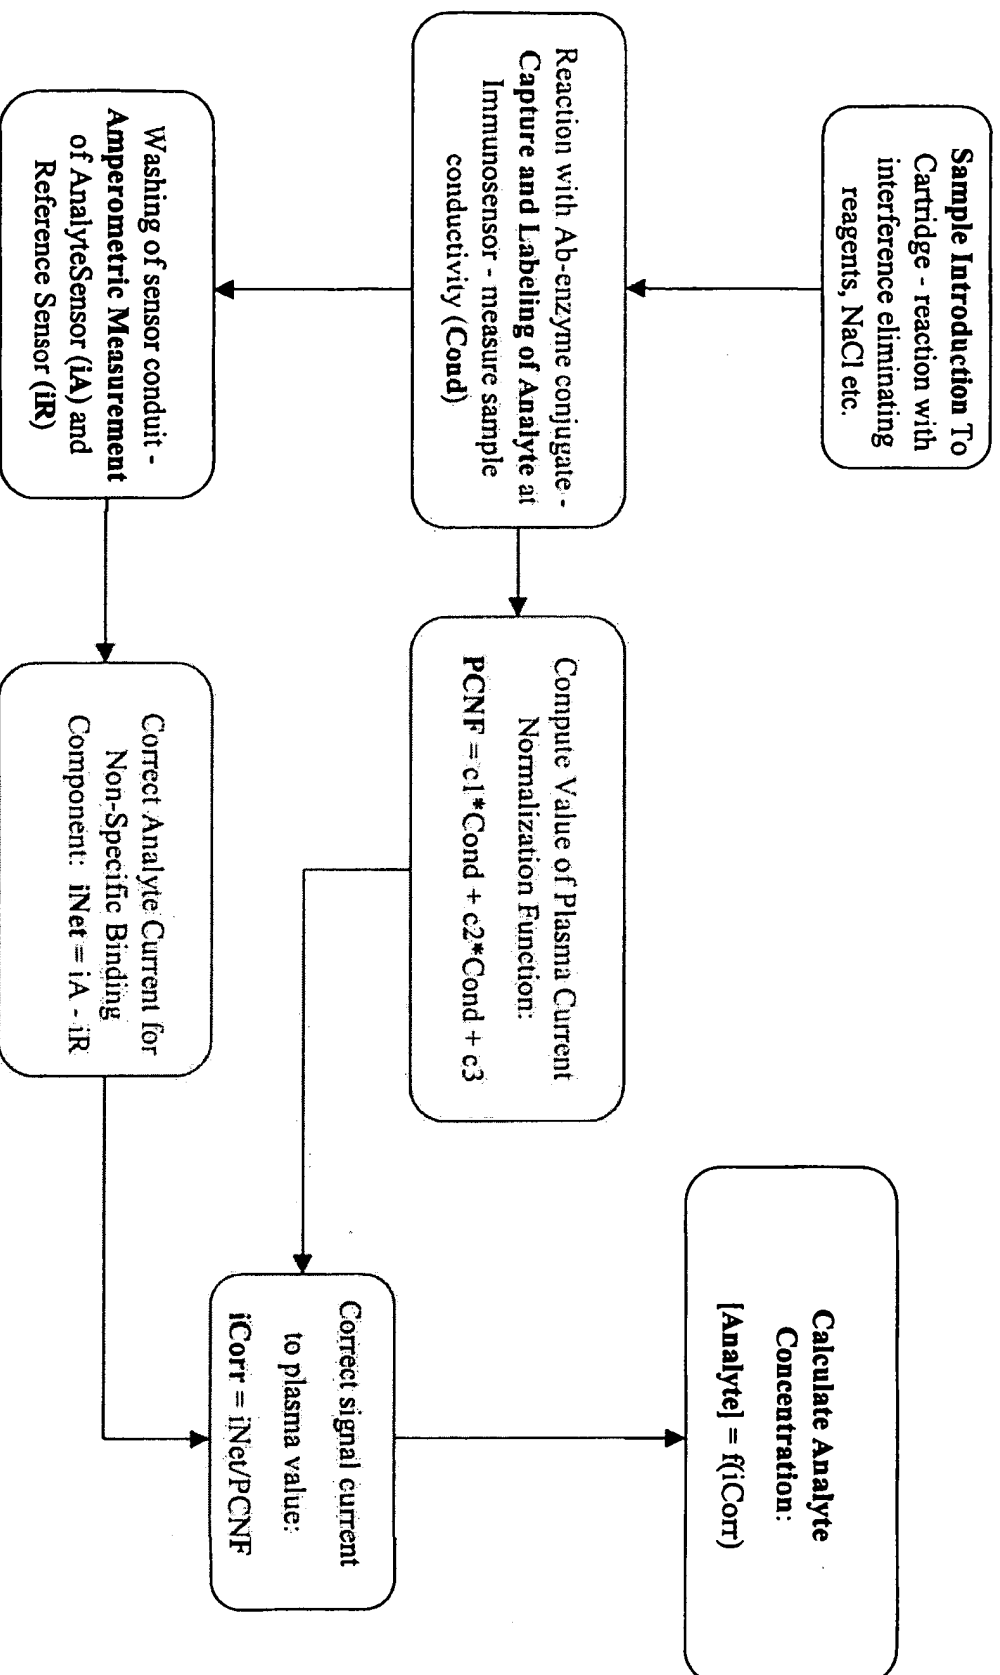 Sample Introduction To
Cartridge - reaction with
interference eliminating
reagents, NaCl etc.
Reaction with Ab-enzyme conjugate -
Capture and Labeling of Analyte at
Immunosensor - measure sample
conductivity (Cond)
Washing of sensor conduit -
Amperometric Measurement
of AnalyteSensor (iA) and
Reference Sensor (iR)
Compute Value of Plasma Current
Normalization Function:
PCNF = c1*Cond + c2*Cond + c3
Correct Analyte Current for
Non-Specific Binding
Component: iNet = iA - iR
Correct signal current
to plasma value:
iCorr = iNet/PCNF
Calculate Analyte
Concentration:
[Analyte] = f(iCorr)